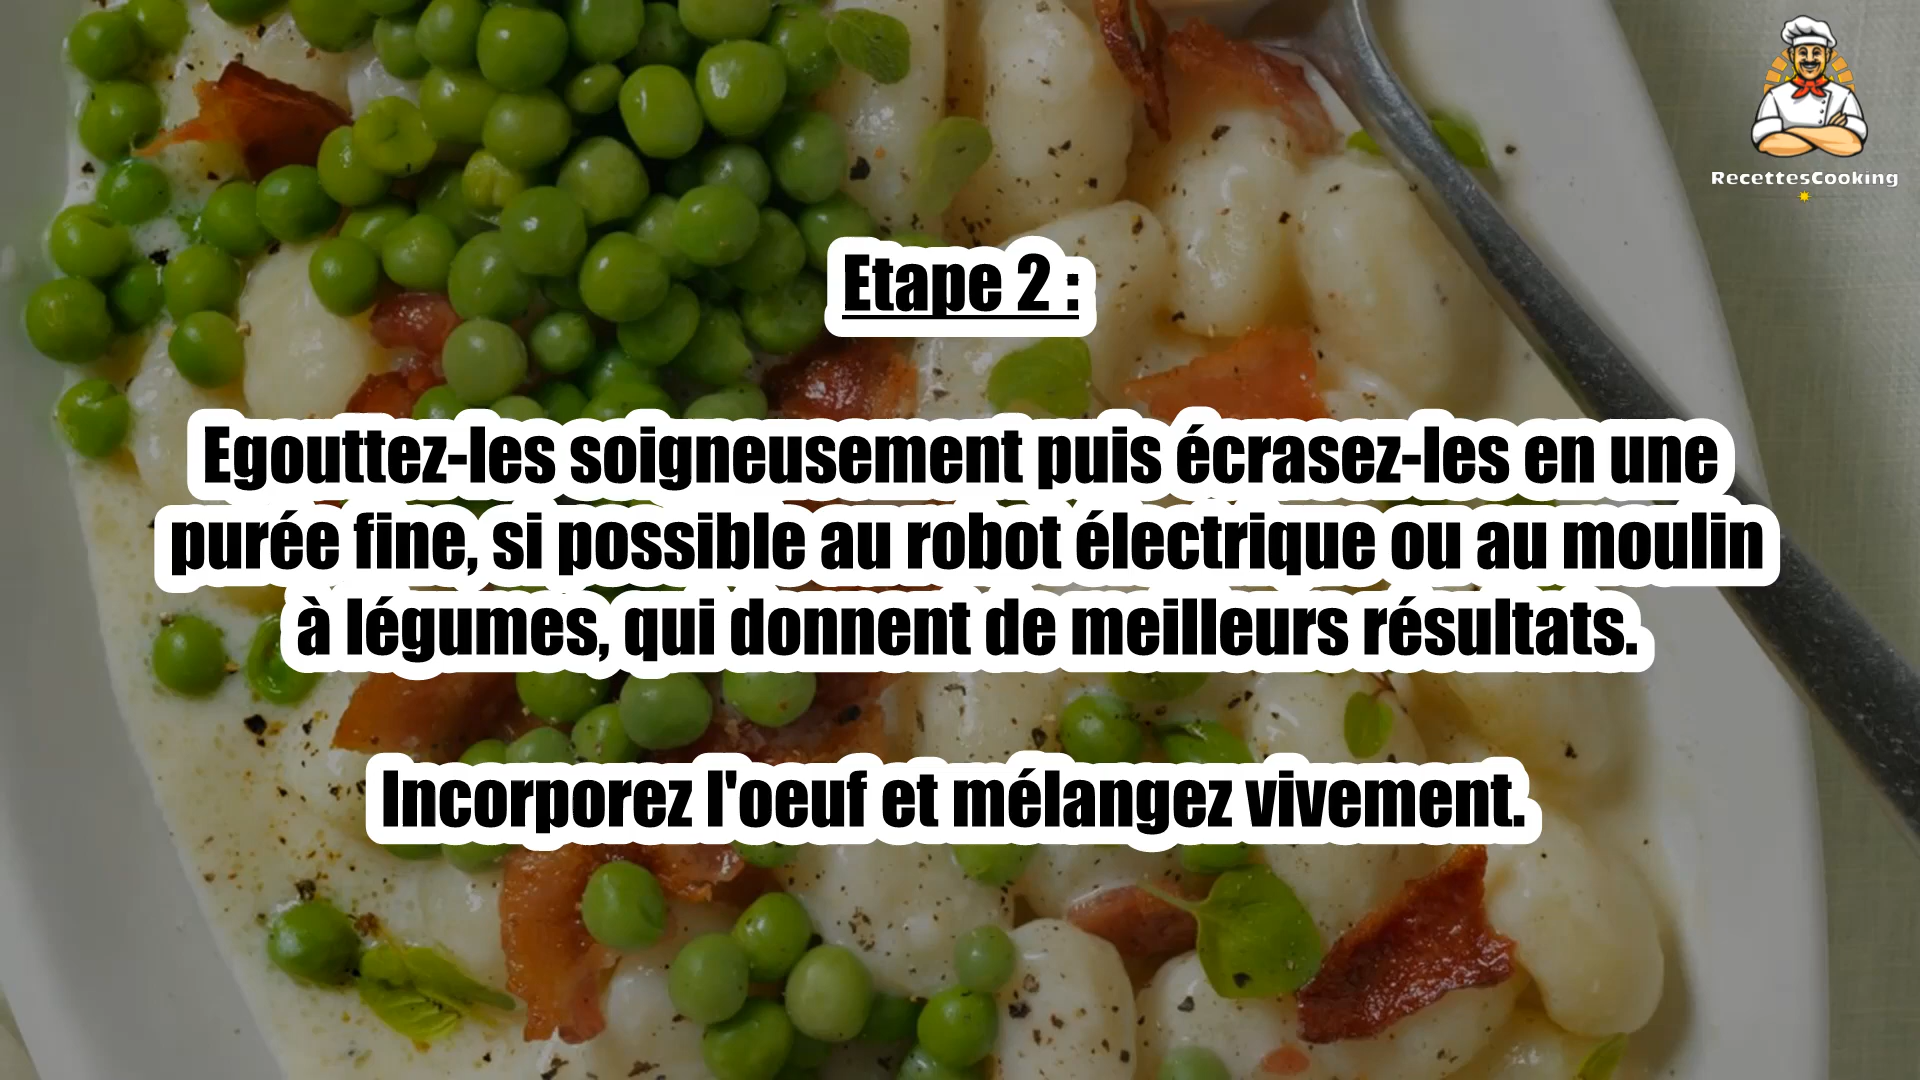 RecettesCooking
Etape 2 :
Egouttez-les soigneusement puis écrasez-les en une
purée fine, si possible au robot électrique ou au moulin
à légumes, qui donnent de meilleurs résultats.
Incorporez l'oeuf et mélangez vivement.